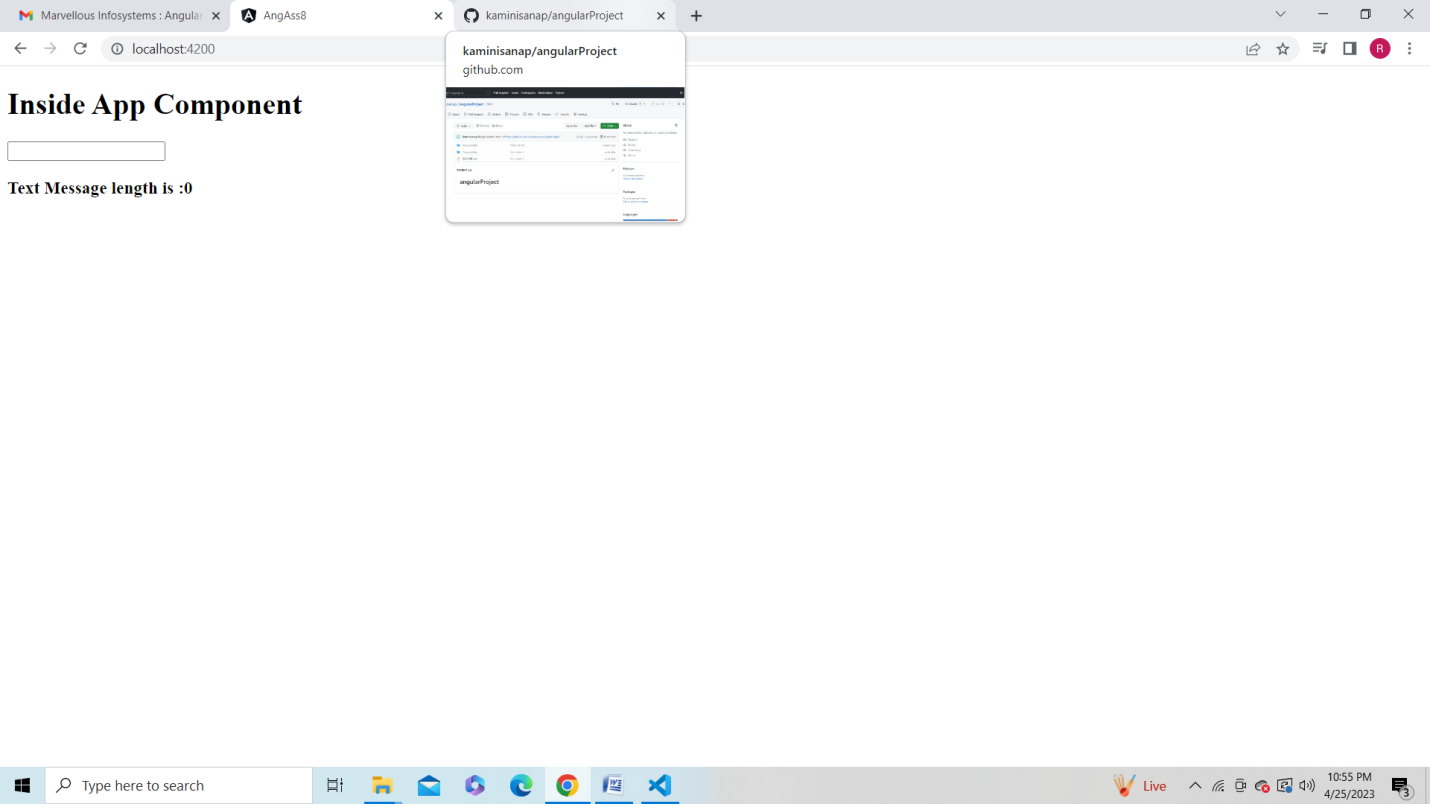 Marvellous Infosystems : Angular
AngAss8
kaminisanap/angularProject
localhost:4200
R
kaminisanap/angularProject
github.com
angularProject
Inside App Component
Text Message length is :0
Type here to search
Live
10:55 PM
4/25/2023
3